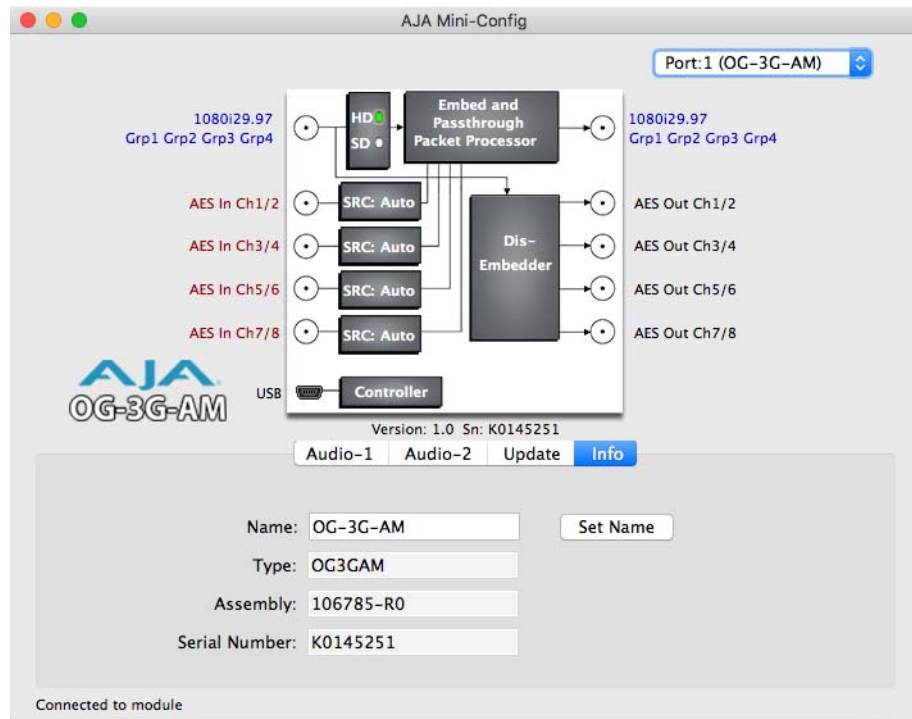 AJA Mini-Config
Port:1 (OG-3G-AM)
1080i29.97
Grp1 Grp2 Grp3 Grp4
HD
SD
Embed and
Passthrough
Packet Processor
1080i29.97
Grp1 Grp2 Grp3 Grp4
AES In Ch1/2
SRC: Auto
AES Out Ch1/2
AES In Ch3/4
SRC: Auto
Dis-
Embedder
AES Out Ch3/4
AES In Ch5/6
SRC: Auto
AES Out Ch5/6
AES In Ch7/8
SRC: Auto
AES Out Ch7/8
AJA
OG-3G-AM
USB
Controller
Version: 1.0 Sn: K0145251
Audio-1 Audio-2 Update Info
Name: OG-3G-AM Set Name
Type: OG3GAM
Assembly: 106785-R0
Serial Number: K0145251
Connected to module